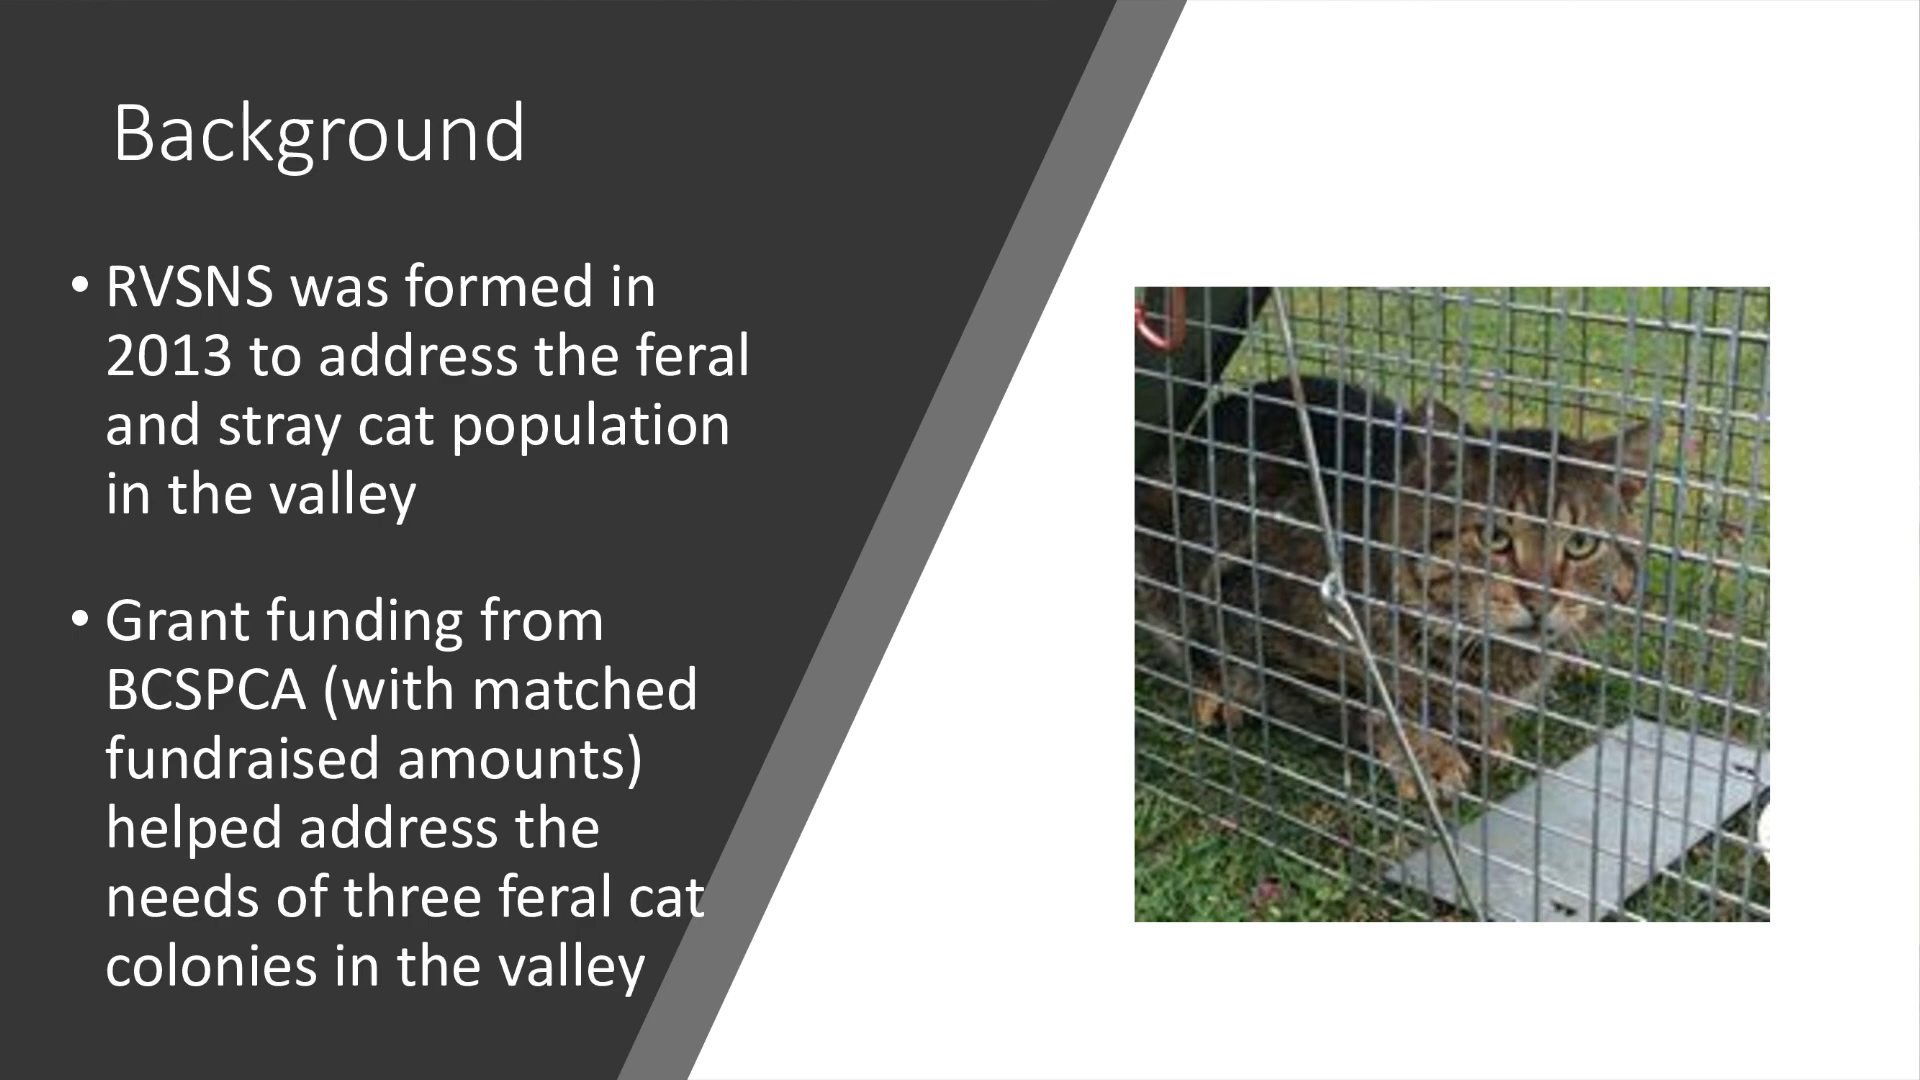 Background
• RVSNS was formed in
2013 to address the feral
and stray cat population
in the valley
• Grant funding from
BCSPCA (with matched
fundraised amounts)
helped address the
needs of three feral cat
colonies in the valley